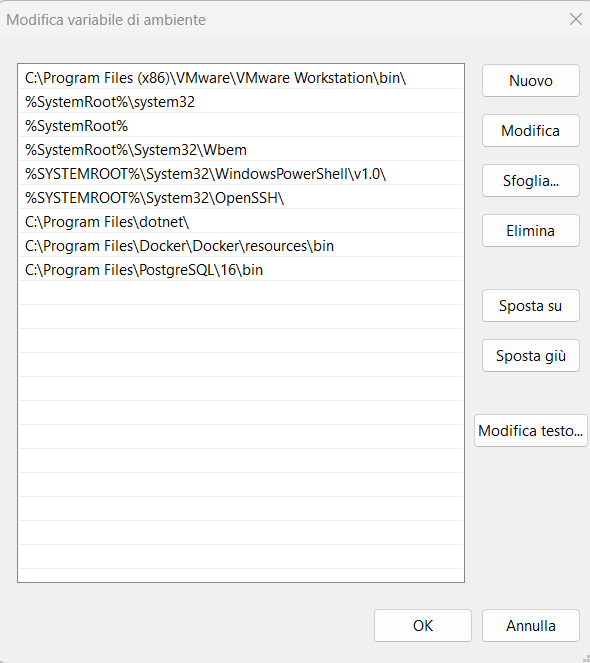 Modifica variabile di ambiente
C:\Program Files (x86)\VMware\VMware Workstation\bin\
%SystemRoot%\system32
%SystemRoot%
%SystemRoot%\System32\Wbem
%SYSTEMROOT%\System32\WindowsPowerShell\v1.0\
%SYSTEMROOT%\System32\OpenSSH\
C:\Program Files\dotnet\
C:\Program Files\Docker\Docker\resources\bin
C:\Program Files\PostgreSQL\16\bin
Nuovo
Modifica
Sfoglia...
Elimina
Sposta su
Sposta giù
Modifica testo...
OK
Annulla